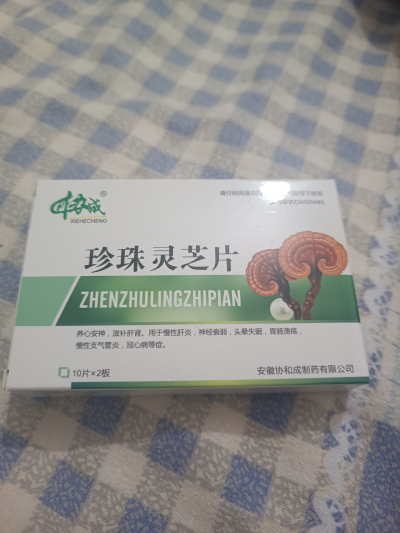 协和成®
XIENECHENG
珍珠灵芝片
ZHENZHULINGZHIPIAN
养心安神，滋补肝肾。用于慢性肝炎，神经衰弱，头晕失眠，胃肠溃疡，
慢性支气管炎，冠心病等症。
10片×2板
安徽协和成制药有限公司